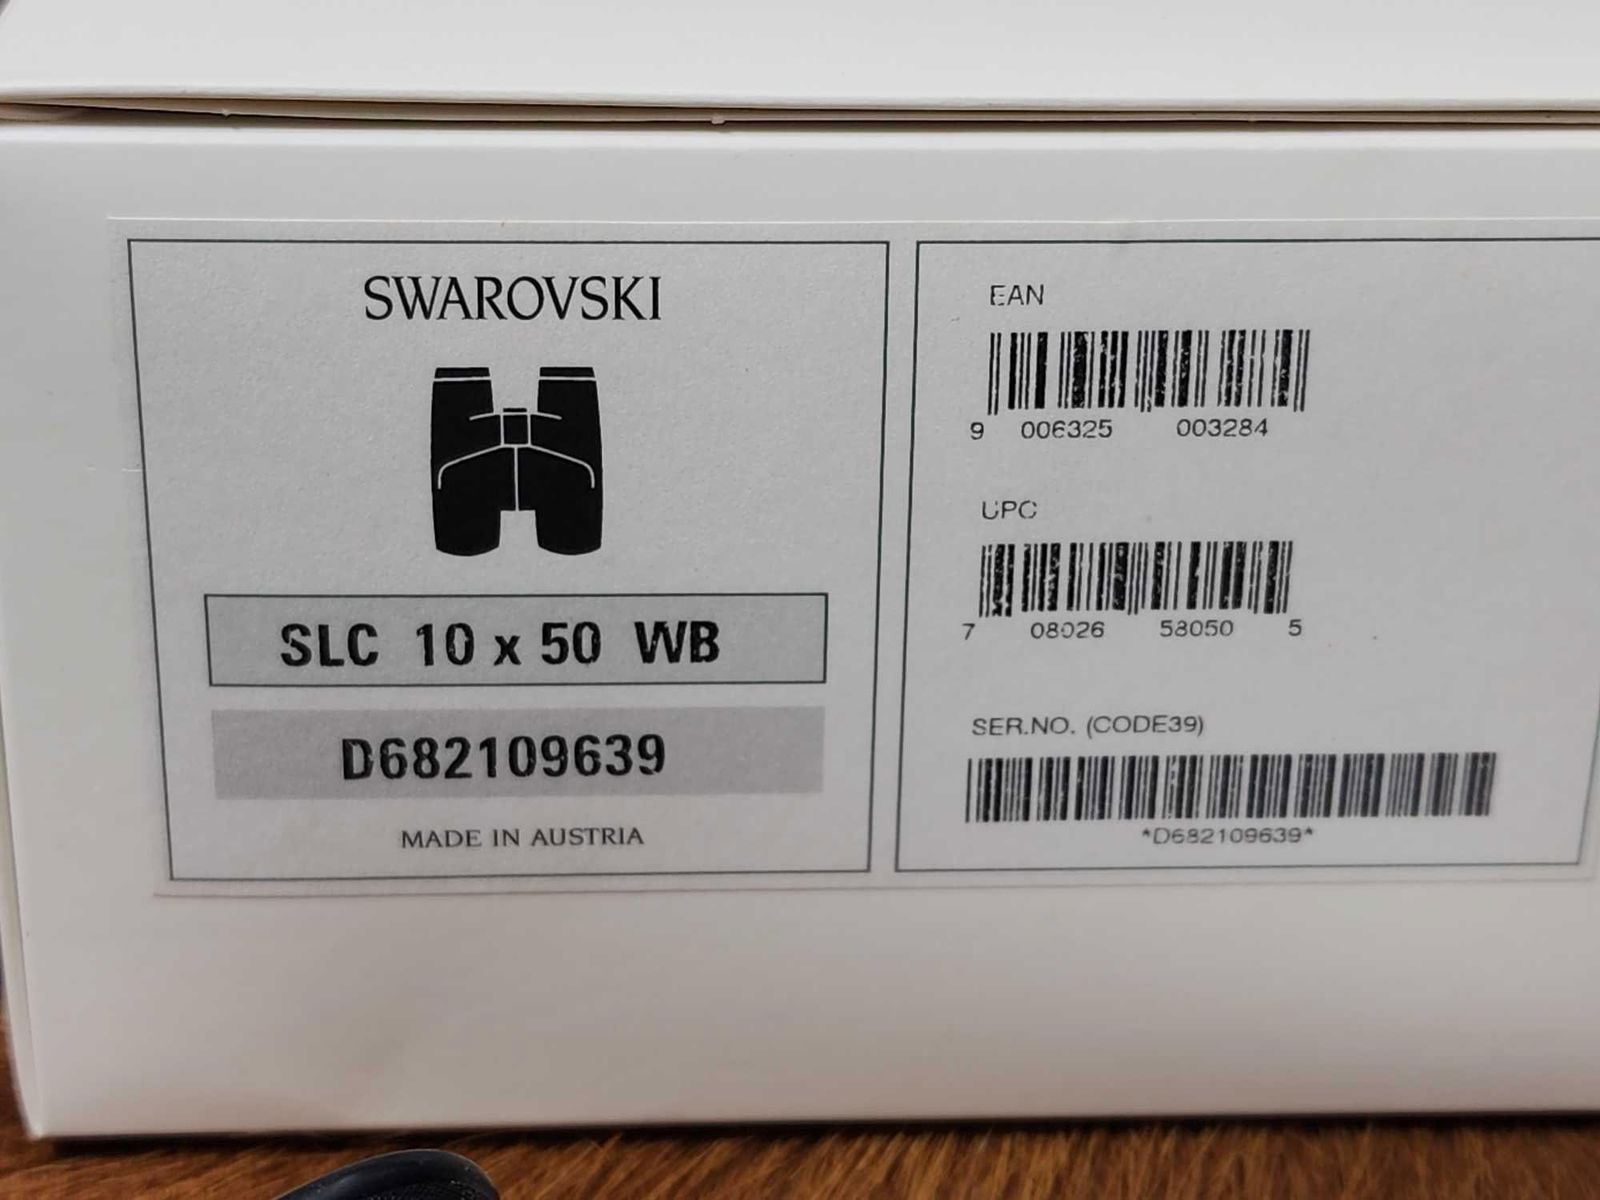 SWAROVSKI
SLC 10 x 50 WB
D682109639
MADE IN AUSTRIA
EAN
9 006325 003284
UPC
7 08026 58050 5
SER.NO. (CODE39)
*D682109639*